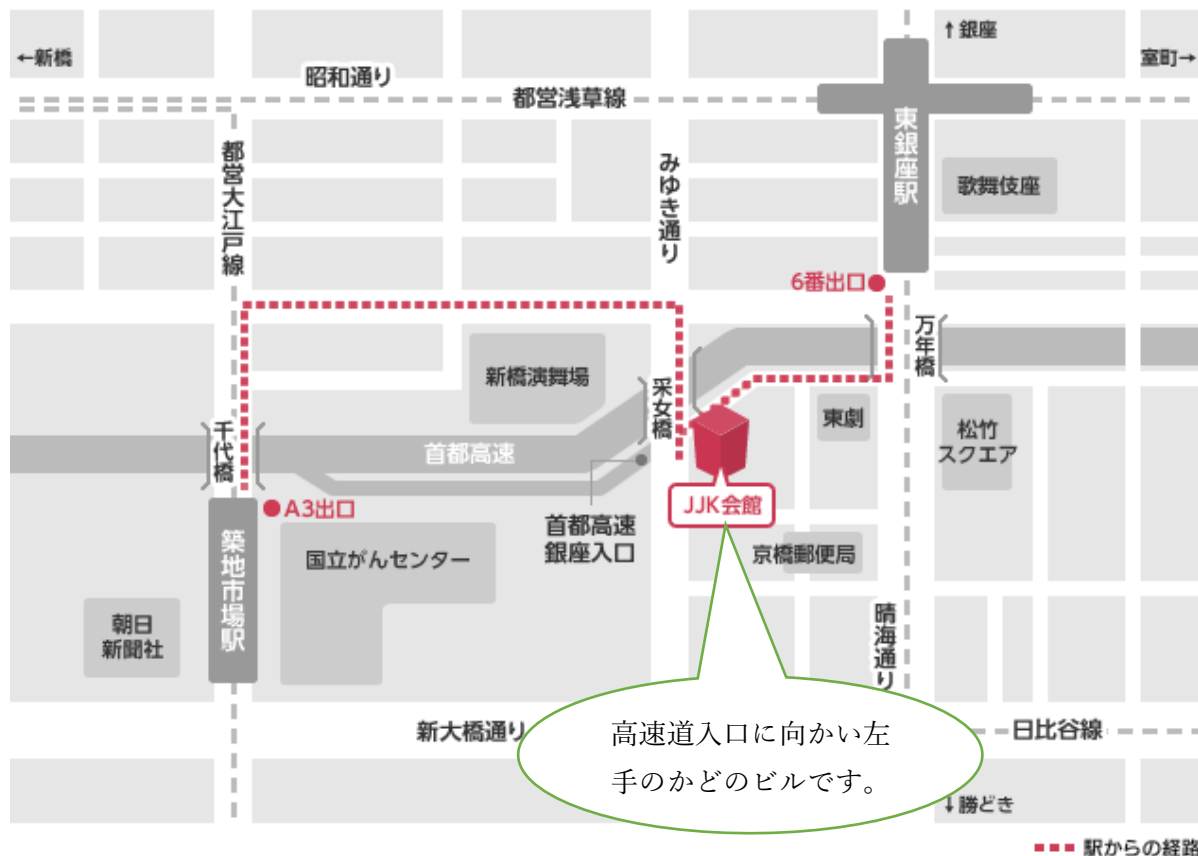 ↑銀座
←新橋
室町→
昭和通り
都営浅草線
東銀座駅
都営大江戸線
みゆき通り
歌舞伎座
6番出口
万年橋
新橋演舞場
采女橋
東劇
松竹
スクエア
千代橋
首都高速
JJK会館
A3出口
首都高速
銀座入口
築地市場駅
国立がんセンター
京橋郵便局
朝日
新聞社
晴海通り
新大橋通り
日比谷線
高速道入口に向かい左
手のかどのビルです。
↓勝どき
駅からの経路